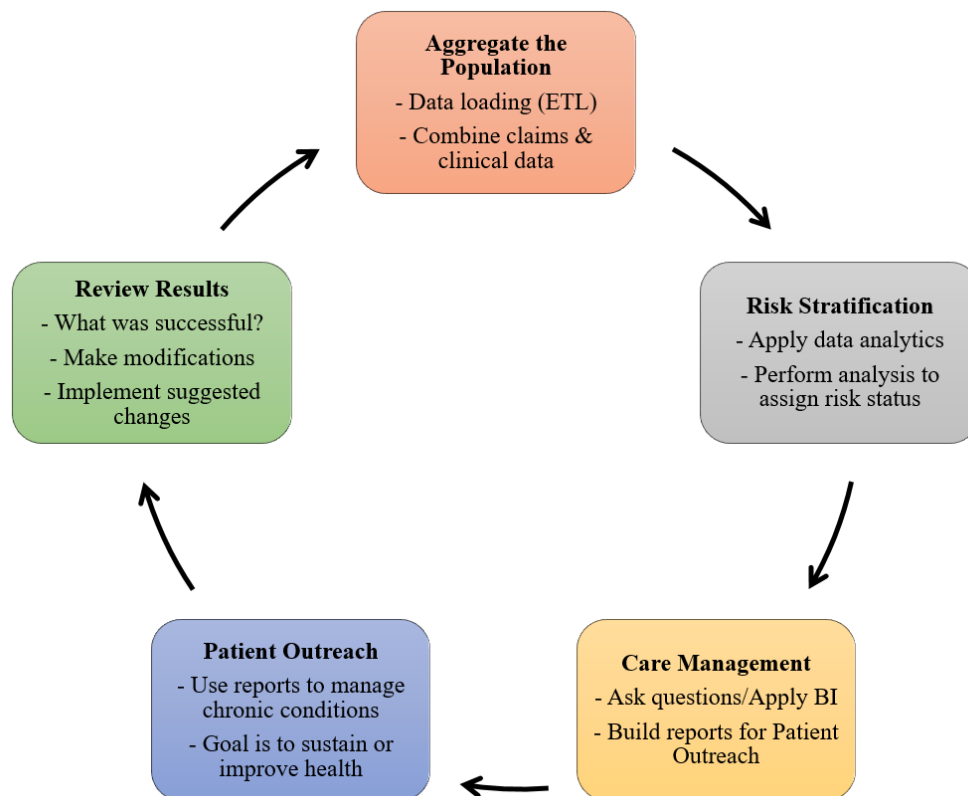 Aggregate the
Population
- Data loading (ETL)
- Combine claims &
clinical data
Risk Stratification
- Apply data analytics
- Perform analysis to
assign risk status
Care Management
- Ask questions/Apply BI
- Build reports for Patient
Outreach
Patient Outreach
- Use reports to manage
chronic conditions
- Goal is to sustain or
improve health
Review Results
- What was successful?
- Make modifications
- Implement suggested
changes